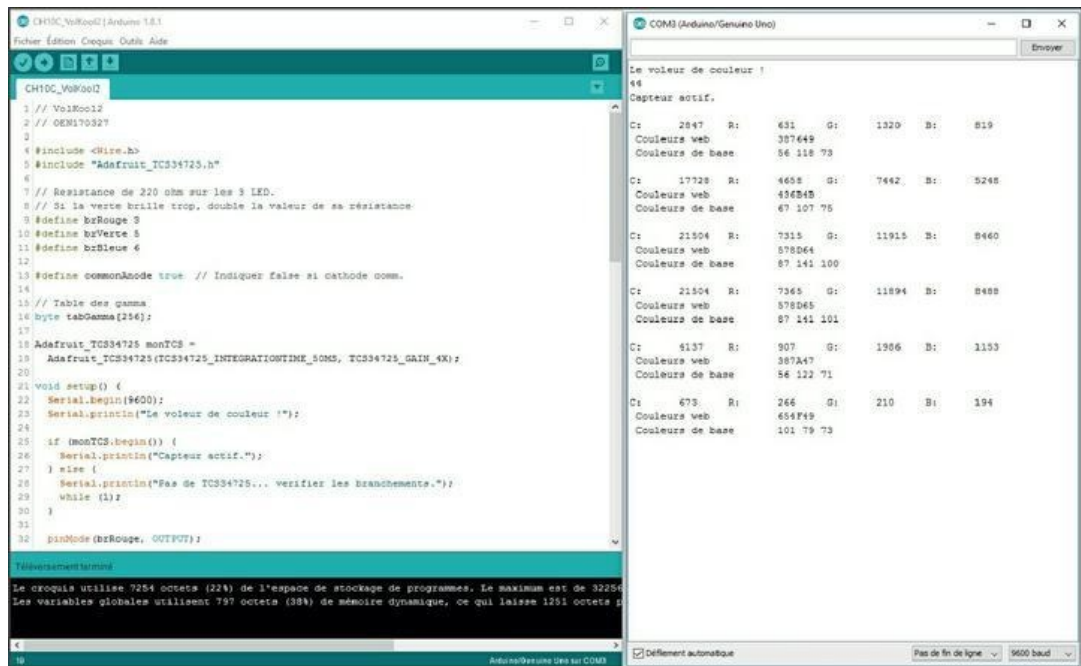 CH10C_VolKool2 | Arduino 1.8.1
Fichier Édition Croquis Outils Aide
CH10C_VolKool2
1 // VolKool2
2 // OEN170327
3
4 #include <Wire.h>
5 #include "Adafruit_TCS34725.h"
6
7 // Resistance de 220 ohm sur les 3 LED.
8 // Si la verte brille trop, double la valeur de sa résistance
9 #define brRouge 3
10 #define brVerte 5
11 #define brBleue 6
12
13 #define commonAnode true // Indiquer false si cathode comm.
14
15 // Table des gamma
16 byte tabGamma[256];
17
18 Adafruit_TCS34725 monTCS =
19 Adafruit_TCS34725(TCS34725_INTEGRATIONTIME_50MS, TCS34725_GAIN_4X);
20
21 void setup() {
22 Serial.begin(9600);
23 Serial.println("Le voleur de couleur !");
24
25 if (monTCS.begin()) {
26 Serial.println("Capteur actif.");
27 } else {
28 Serial.println("Pas de TCS34725... verifier les branchements.");
29 while (1);
30 }
31
32 pinMode(brRouge, OUTPUT);
Téléversement terminé
Le croquis utilise 7254 octets (22%) de l'espace de stockage de programmes. Le maximum est de 32256
Les variables globales utilisent 797 octets (38%) de mémoire dynamique, ce qui laisse 1251 octets p
19 Arduino/Genuino Uno sur COM3
COM3 (Arduino/Genuino Uno)
Envoyer
Le voleur de couleur !
44
Capteur actif.
C: 2847 R: 631 G: 1320 B: 819
Couleurs web 387649
Couleurs de base 56 118 73
C: 17728 R: 4658 G: 7442 B: 5248
Couleurs web 436B4B
Couleurs de base 67 107 75
C: 21504 R: 7315 G: 11915 B: 8460
Couleurs web 578D64
Couleurs de base 87 141 100
C: 21504 R: 7365 G: 11894 B: 8488
Couleurs web 578D65
Couleurs de base 87 141 101
C: 4137 R: 907 G: 1986 B: 1153
Couleurs web 387A47
Couleurs de base 56 122 71
C: 673 R: 266 G: 210 B: 194
Couleurs web 654F49
Couleurs de base 101 79 73
Défilement automatique Pas de fin de ligne 9600 baud